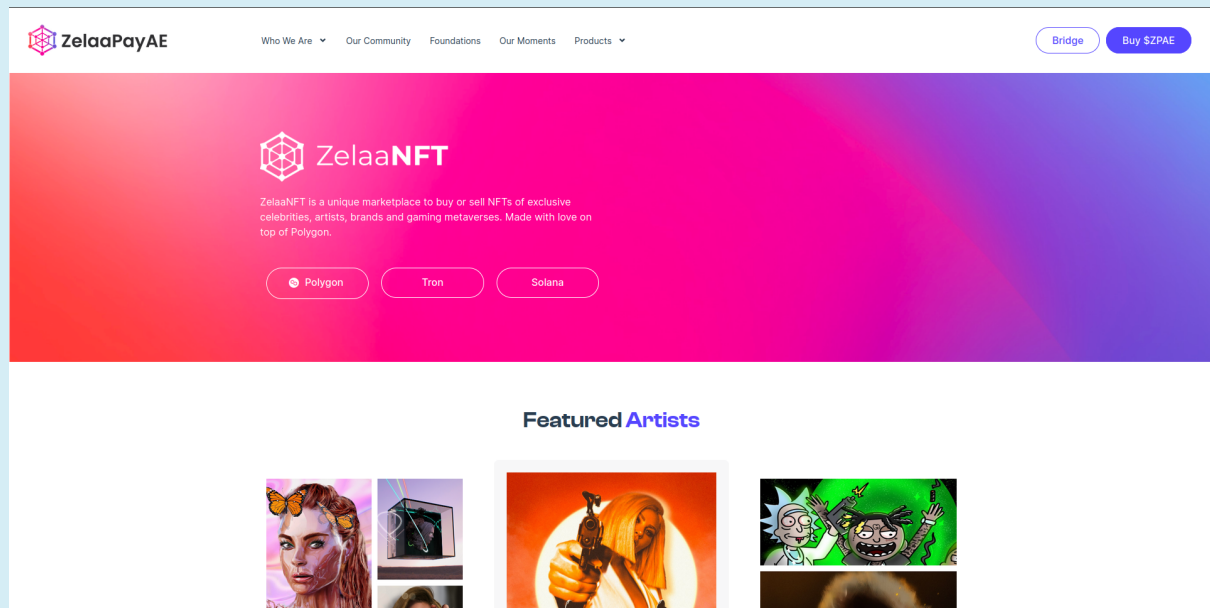 ZelaaPayAE
Who We Are
Our Community
Foundations
Our Moments
Products
Bridge
Buy $ZPAE
ZelaaNFT
ZelaaNFT is a unique marketplace to buy or sell NFTs of exclusive
celebrities, artists, brands and gaming metaverses. Made with love on
top of Polygon.
Polygon
Tron
Solana
Featured Artists